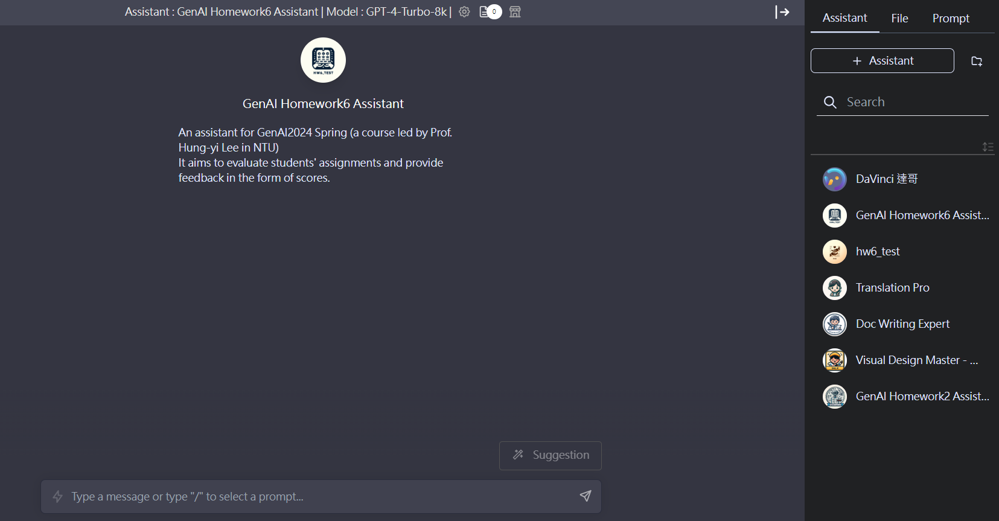 Assistant : GenAI Homework6 Assistant | Model : GPT-4-Turbo-8k |
0
HW6_TEST
GenAI Homework6 Assistant
An assistant for GenAI2024 Spring (a course led by Prof.
Hung-yi Lee in NTU)
It aims to evaluate students' assignments and provide
feedback in the form of scores.
Suggestion
Type a message or type "/" to select a prompt...
Assistant
File
Prompt
+ Assistant
Search
DaVinci 達哥
GenAI Homework6 Assist...
hw6_test
Translation Pro
Doc Writing Expert
Visual Design Master - ...
GenAI Homework2 Assist...